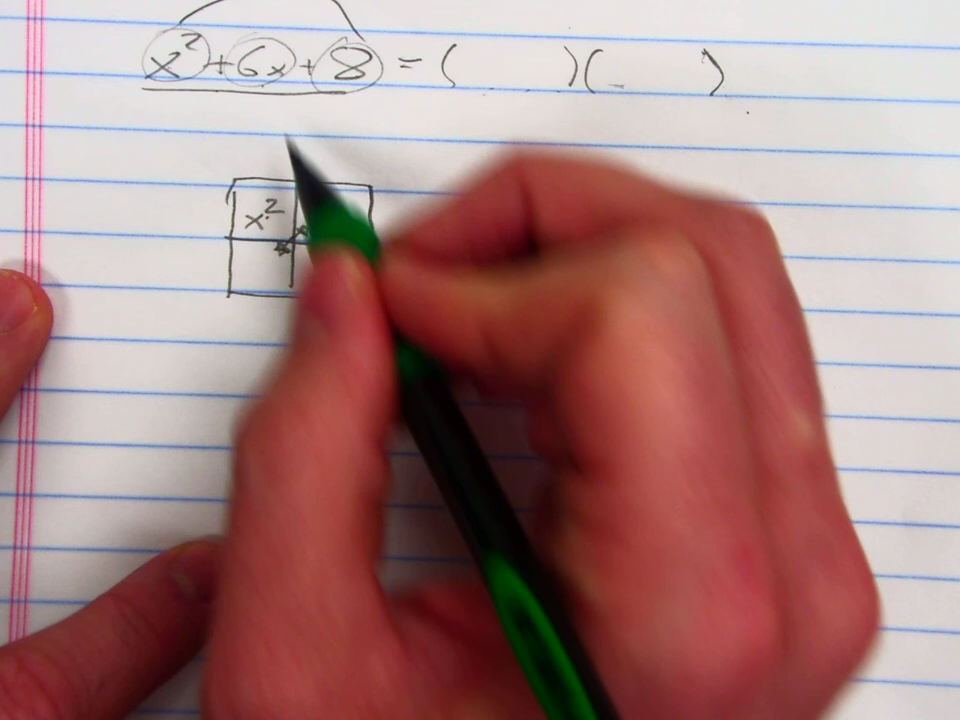 x²+6x+8 = (    )(    )
x²